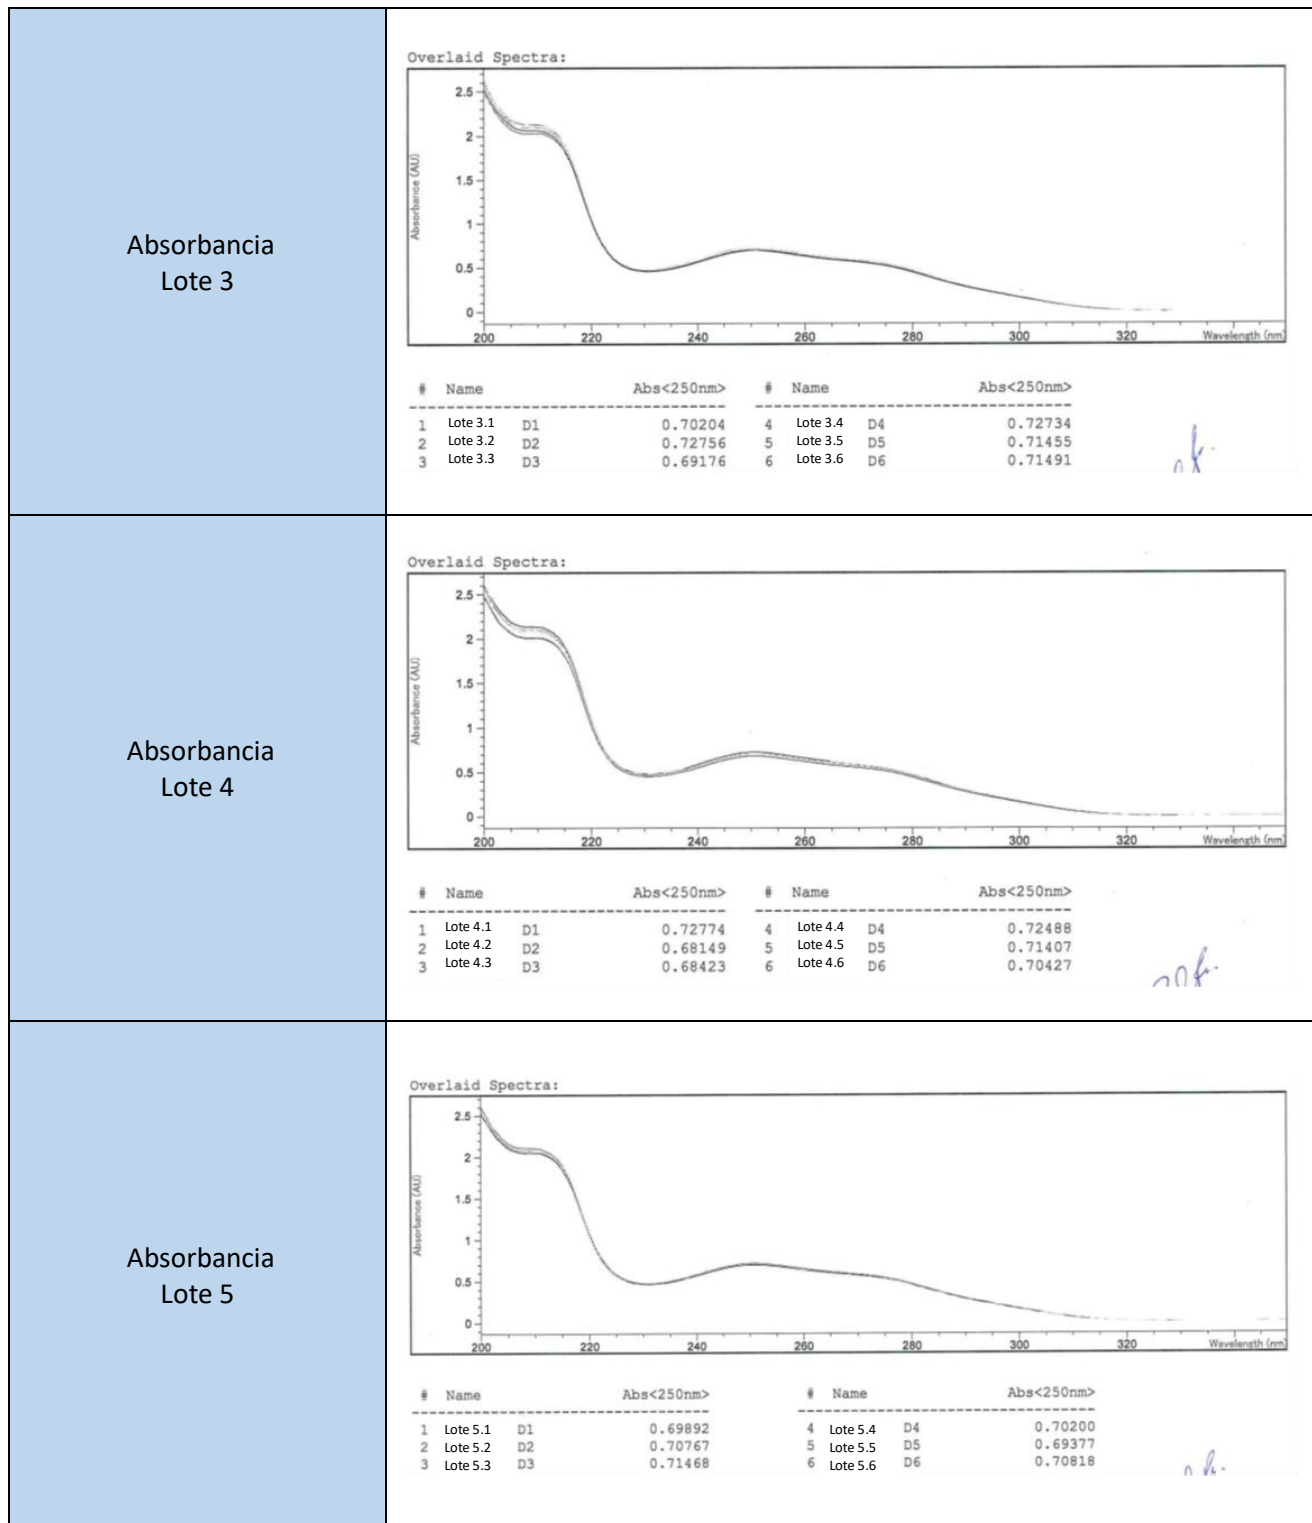 Absorbancia
Lote 3
Overlaid Spectra:
Absorbance (AU)
2.5
2
1.5
1
0.5
0
200 220 240 260 280 300 320 Wavelength (nm)
# Name Abs<250nm> # Name Abs<250nm>
1 Lote 3.1 D1 0.70204 4 Lote 3.4 D4 0.72734
2 Lote 3.2 D2 0.72756 5 Lote 3.5 D5 0.71455
3 Lote 3.3 D3 0.69176 6 Lote 3.6 D6 0.71491
Absorbancia
Lote 4
Overlaid Spectra:
Absorbance (AU)
2.5
2
1.5
1
0.5
0
200 220 240 260 280 300 320 Wavelength (nm)
# Name Abs<250nm> # Name Abs<250nm>
1 Lote 4.1 D1 0.72774 4 Lote 4.4 D4 0.72488
2 Lote 4.2 D2 0.68149 5 Lote 4.5 D5 0.71407
3 Lote 4.3 D3 0.68423 6 Lote 4.6 D6 0.70427
Absorbancia
Lote 5
Overlaid Spectra:
Absorbance (AU)
2.5
2
1.5
1
0.5
0
200 220 240 260 280 300 320 Wavelength (nm)
# Name Abs<250nm> # Name Abs<250nm>
1 Lote 5.1 D1 0.69892 4 Lote 5.4 D4 0.70200
2 Lote 5.2 D2 0.70767 5 Lote 5.5 D5 0.69377
3 Lote 5.3 D3 0.71468 6 Lote 5.6 D6 0.70818